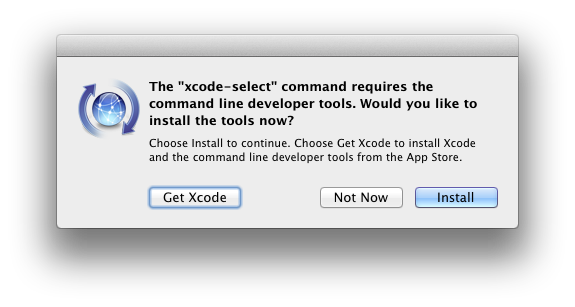 The "xcode-select" command requires the
command line developer tools. Would you like to
install the tools now?
Choose Install to continue. Choose Get Xcode to install Xcode
and the command line developer tools from the App Store.
Get Xcode Not Now Install